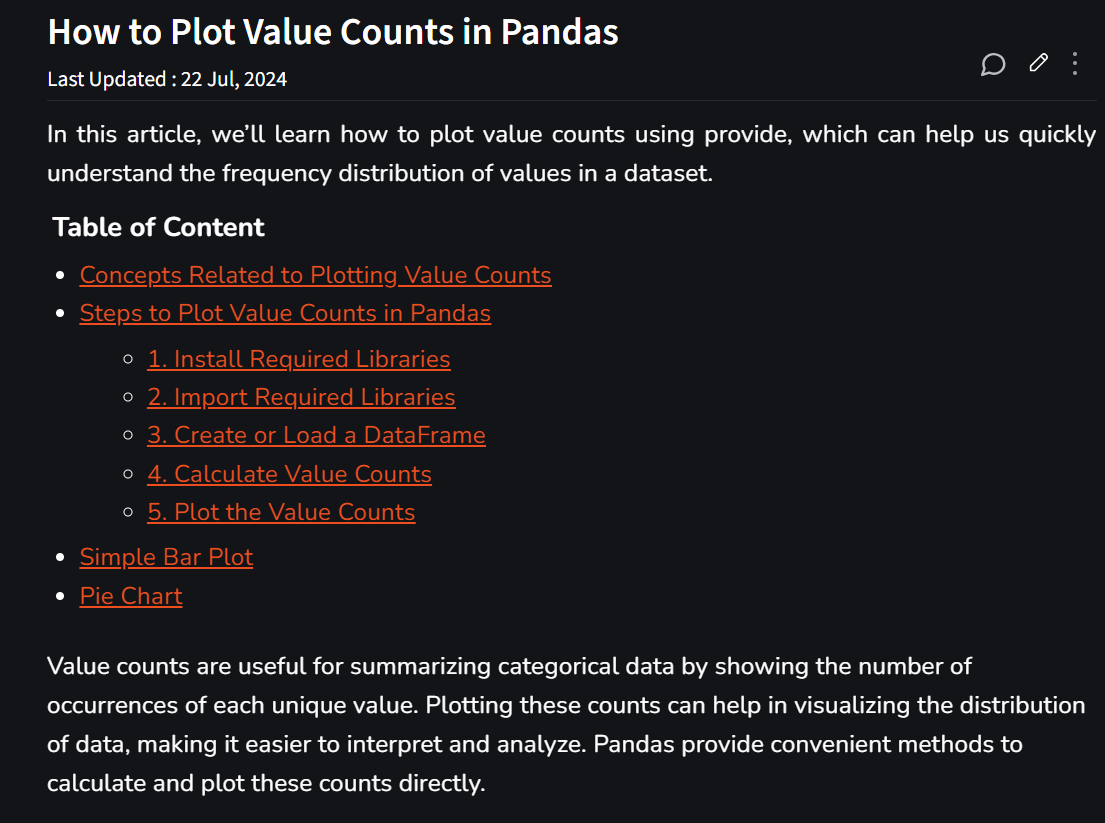 How to Plot Value Counts in Pandas
Last Updated : 22 Jul, 2024
In this article, we’ll learn how to plot value counts using provide, which can help us quickly
understand the frequency distribution of values in a dataset.
Table of Content
Concepts Related to Plotting Value Counts
Steps to Plot Value Counts in Pandas
1. Install Required Libraries
2. Import Required Libraries
3. Create or Load a DataFrame
4. Calculate Value Counts
5. Plot the Value Counts
Simple Bar Plot
Pie Chart
Value counts are useful for summarizing categorical data by showing the number of
occurrences of each unique value. Plotting these counts can help in visualizing the distribution
of data, making it easier to interpret and analyze. Pandas provide convenient methods to
calculate and plot these counts directly.